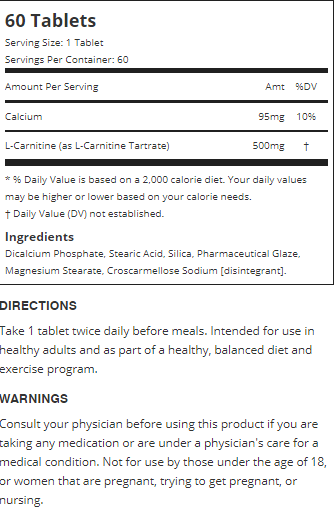 60 Tablets
Serving Size: 1 Tablet
Servings Per Container: 60
Amount Per Serving Amt %DV
Calcium 95mg 10%
L-Carnitine (as L-Carnitine Tartrate) 500mg †
* % Daily Value is based on a 2,000 calorie diet. Your daily values
may be higher or lower based on your calorie needs.
† Daily Value (DV) not established.
Ingredients
Dicalcium Phosphate, Stearic Acid, Silica, Pharmaceutical Glaze,
Magnesium Stearate, Croscarmellose Sodium [disintegrant].
DIRECTIONS
Take 1 tablet twice daily before meals. Intended for use in
healthy adults and as part of a healthy, balanced diet and
exercise program.
WARNINGS
Consult your physician before using this product if you are
taking any medication or are under a physician's care for a
medical condition. Not for use by those under the age of 18,
or women that are pregnant, trying to get pregnant, or
nursing.